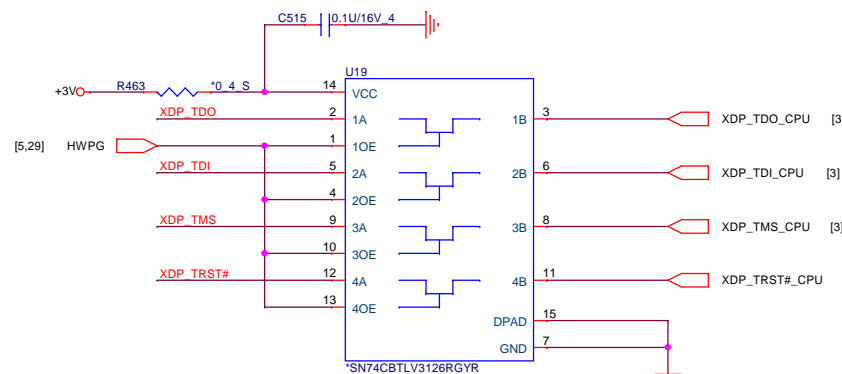 C515 0.1U/16V_4
U19
+3V R463 *0_4_S 14 VCC
XDP_TDO 2 1A 1B 3 XDP_TDO_CPU [3
[5,29] HWPG 1 1OE
XDP_TDI 5 2A 2B 6 XDP_TDI_CPU [3]
4 2OE
XDP_TMS 9 3A 3B 8 XDP_TMS_CPU [3]
10 3OE
XDP_TRST# 12 4A 4B 11 XDP_TRST#_CPU
13 4OE
DPAD 15
GND 7
*SN74CBTLV3126RGYR